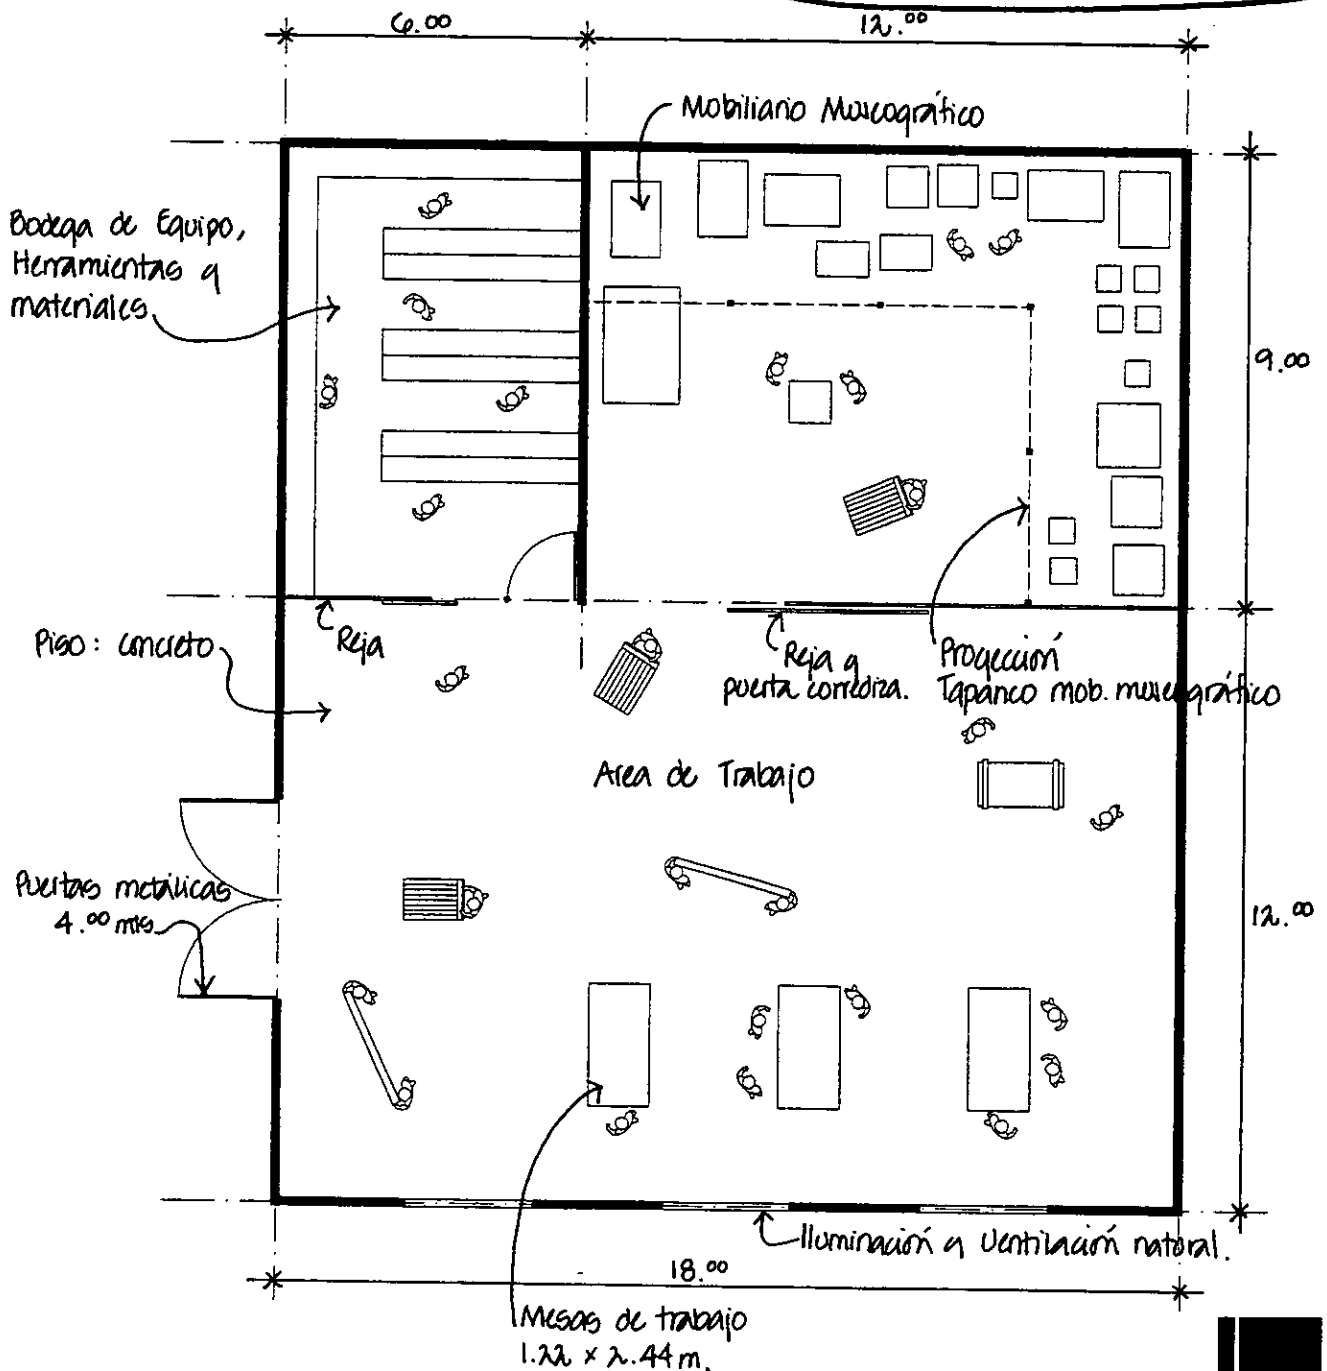 6.00
12.00
Mobiliario Museográfico
Bodega de Equipo,
Herramientas y
materiales
9.00
Reja
Piso: concreto
Reja y
puerta corrediza.
Proyección
Tapanco mob. museográfico
Area de Trabajo
Puertas metálicas
4.00 mts
12.00
Iluminación y Ventilación natural.
18.00
Mesas de trabajo
1.22 x 2.44 m.